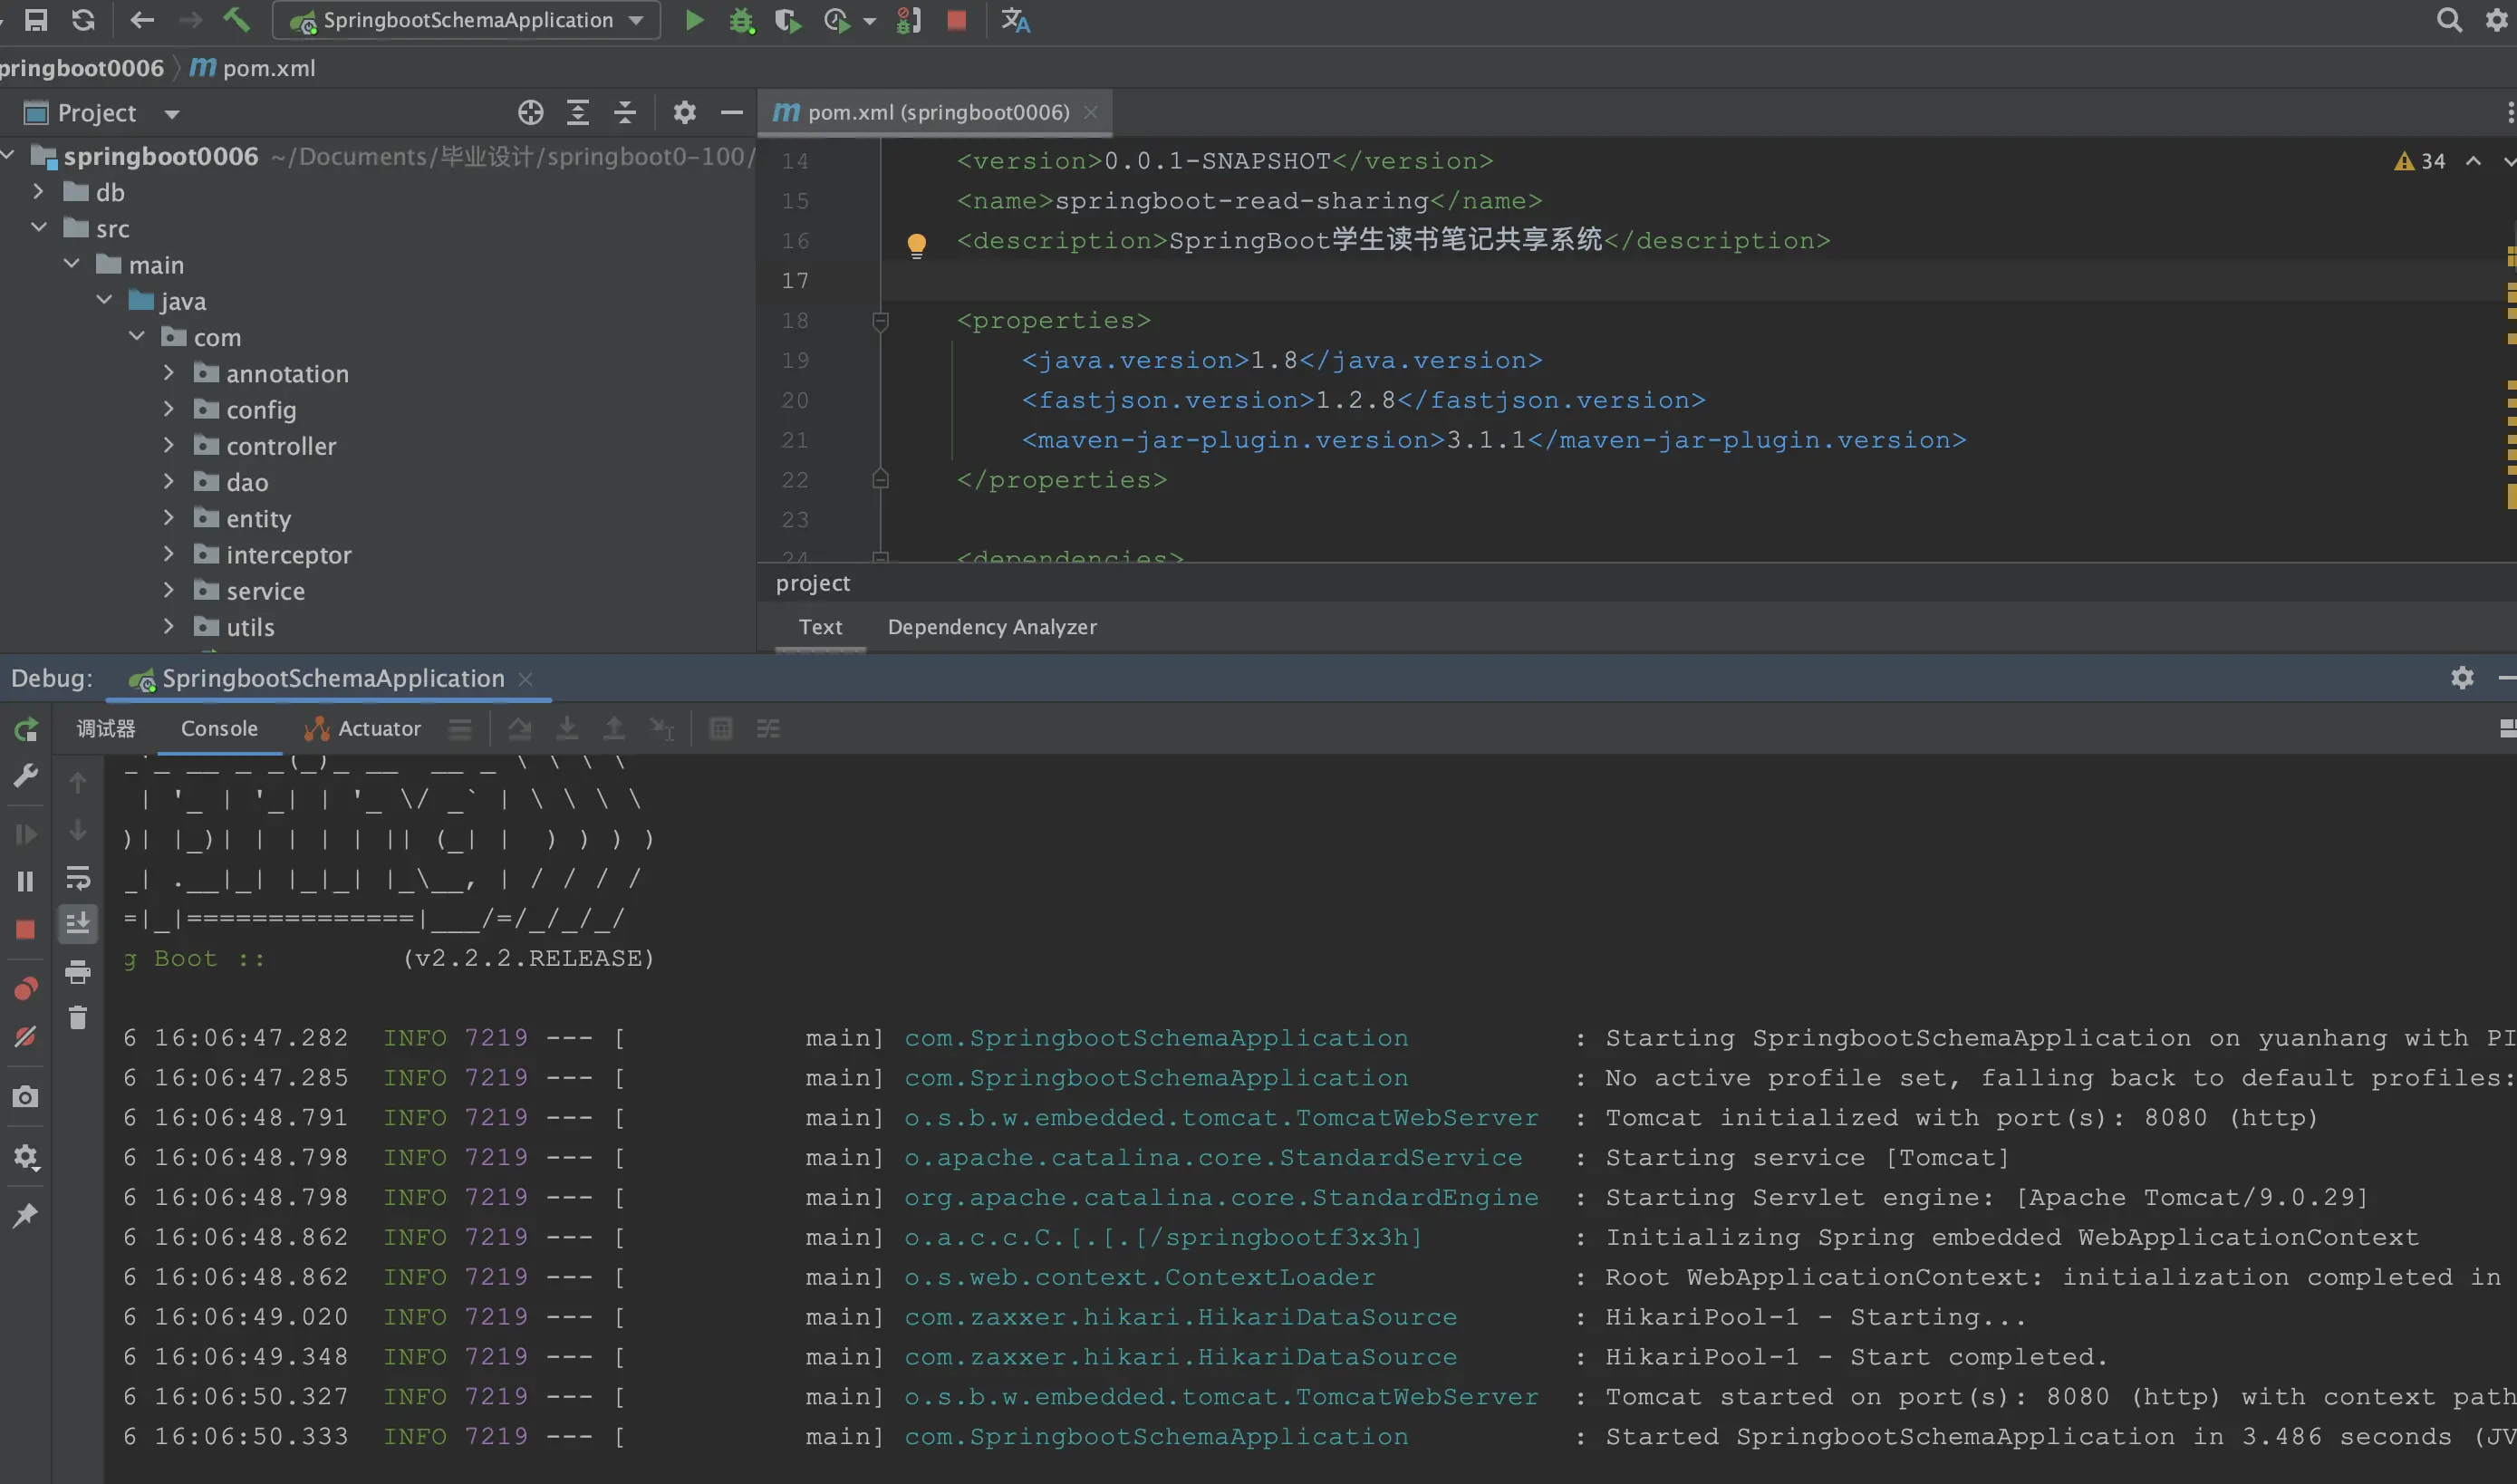 SpringbootSchemaApplication
pringboot0006 m pom.xml
Project
m pom.xml (springboot0006)
springboot0006 ~/Documents/毕业设计/springboot0-100/
db
src
main
java
com
annotation
config
controller
dao
entity
interceptor
service
utils
34
14 <version>0.0.1-SNAPSHOT</version>
15 <name>springboot-read-sharing</name>
16 <description>SpringBoot学生读书笔记共享系统</description>
17
18 <properties>
19 <java.version>1.8</java.version>
20 <fastjson.version>1.2.8</fastjson.version>
21 <maven-jar-plugin.version>3.1.1</maven-jar-plugin.version>
22 </properties>
23
24 <dependencies>
project
Text Dependency Analyzer
Debug: SpringbootSchemaApplication
调试器 Console Actuator
_'_ __ _ _(_)_ __  __ _ \ \ \ \
| '_ | '_| | '_ \/ _` | \ \ \ \
)| |_)| | | | | || (_| |  ) ) ) )
_| .__|_| |_|_| |_\__, | / / / /
=|_|==============|___/=/_/_/_/
g Boot ::        (v2.2.2.RELEASE)
6 16:06:47.282  INFO 7219 --- [           main] com.SpringbootSchemaApplication          : Starting SpringbootSchemaApplication on yuanhang with PI
6 16:06:47.285  INFO 7219 --- [           main] com.SpringbootSchemaApplication          : No active profile set, falling back to default profiles:
6 16:06:48.791  INFO 7219 --- [           main] o.s.b.w.embedded.tomcat.TomcatWebServer  : Tomcat initialized with port(s): 8080 (http)
6 16:06:48.798  INFO 7219 --- [           main] o.apache.catalina.core.StandardService   : Starting service [Tomcat]
6 16:06:48.798  INFO 7219 --- [           main] org.apache.catalina.core.StandardEngine  : Starting Servlet engine: [Apache Tomcat/9.0.29]
6 16:06:48.862  INFO 7219 --- [           main] o.a.c.c.C.[.[.[/springbootf3x3h]         : Initializing Spring embedded WebApplicationContext
6 16:06:48.862  INFO 7219 --- [           main] o.s.web.context.ContextLoader            : Root WebApplicationContext: initialization completed in
6 16:06:49.020  INFO 7219 --- [           main] com.zaxxer.hikari.HikariDataSource       : HikariPool-1 - Starting...
6 16:06:49.348  INFO 7219 --- [           main] com.zaxxer.hikari.HikariDataSource       : HikariPool-1 - Start completed.
6 16:06:50.327  INFO 7219 --- [           main] o.s.b.w.embedded.tomcat.TomcatWebServer  : Tomcat started on port(s): 8080 (http) with context path
6 16:06:50.333  INFO 7219 --- [           main] com.SpringbootSchemaApplication          : Started SpringbootSchemaApplication in 3.486 seconds (JV